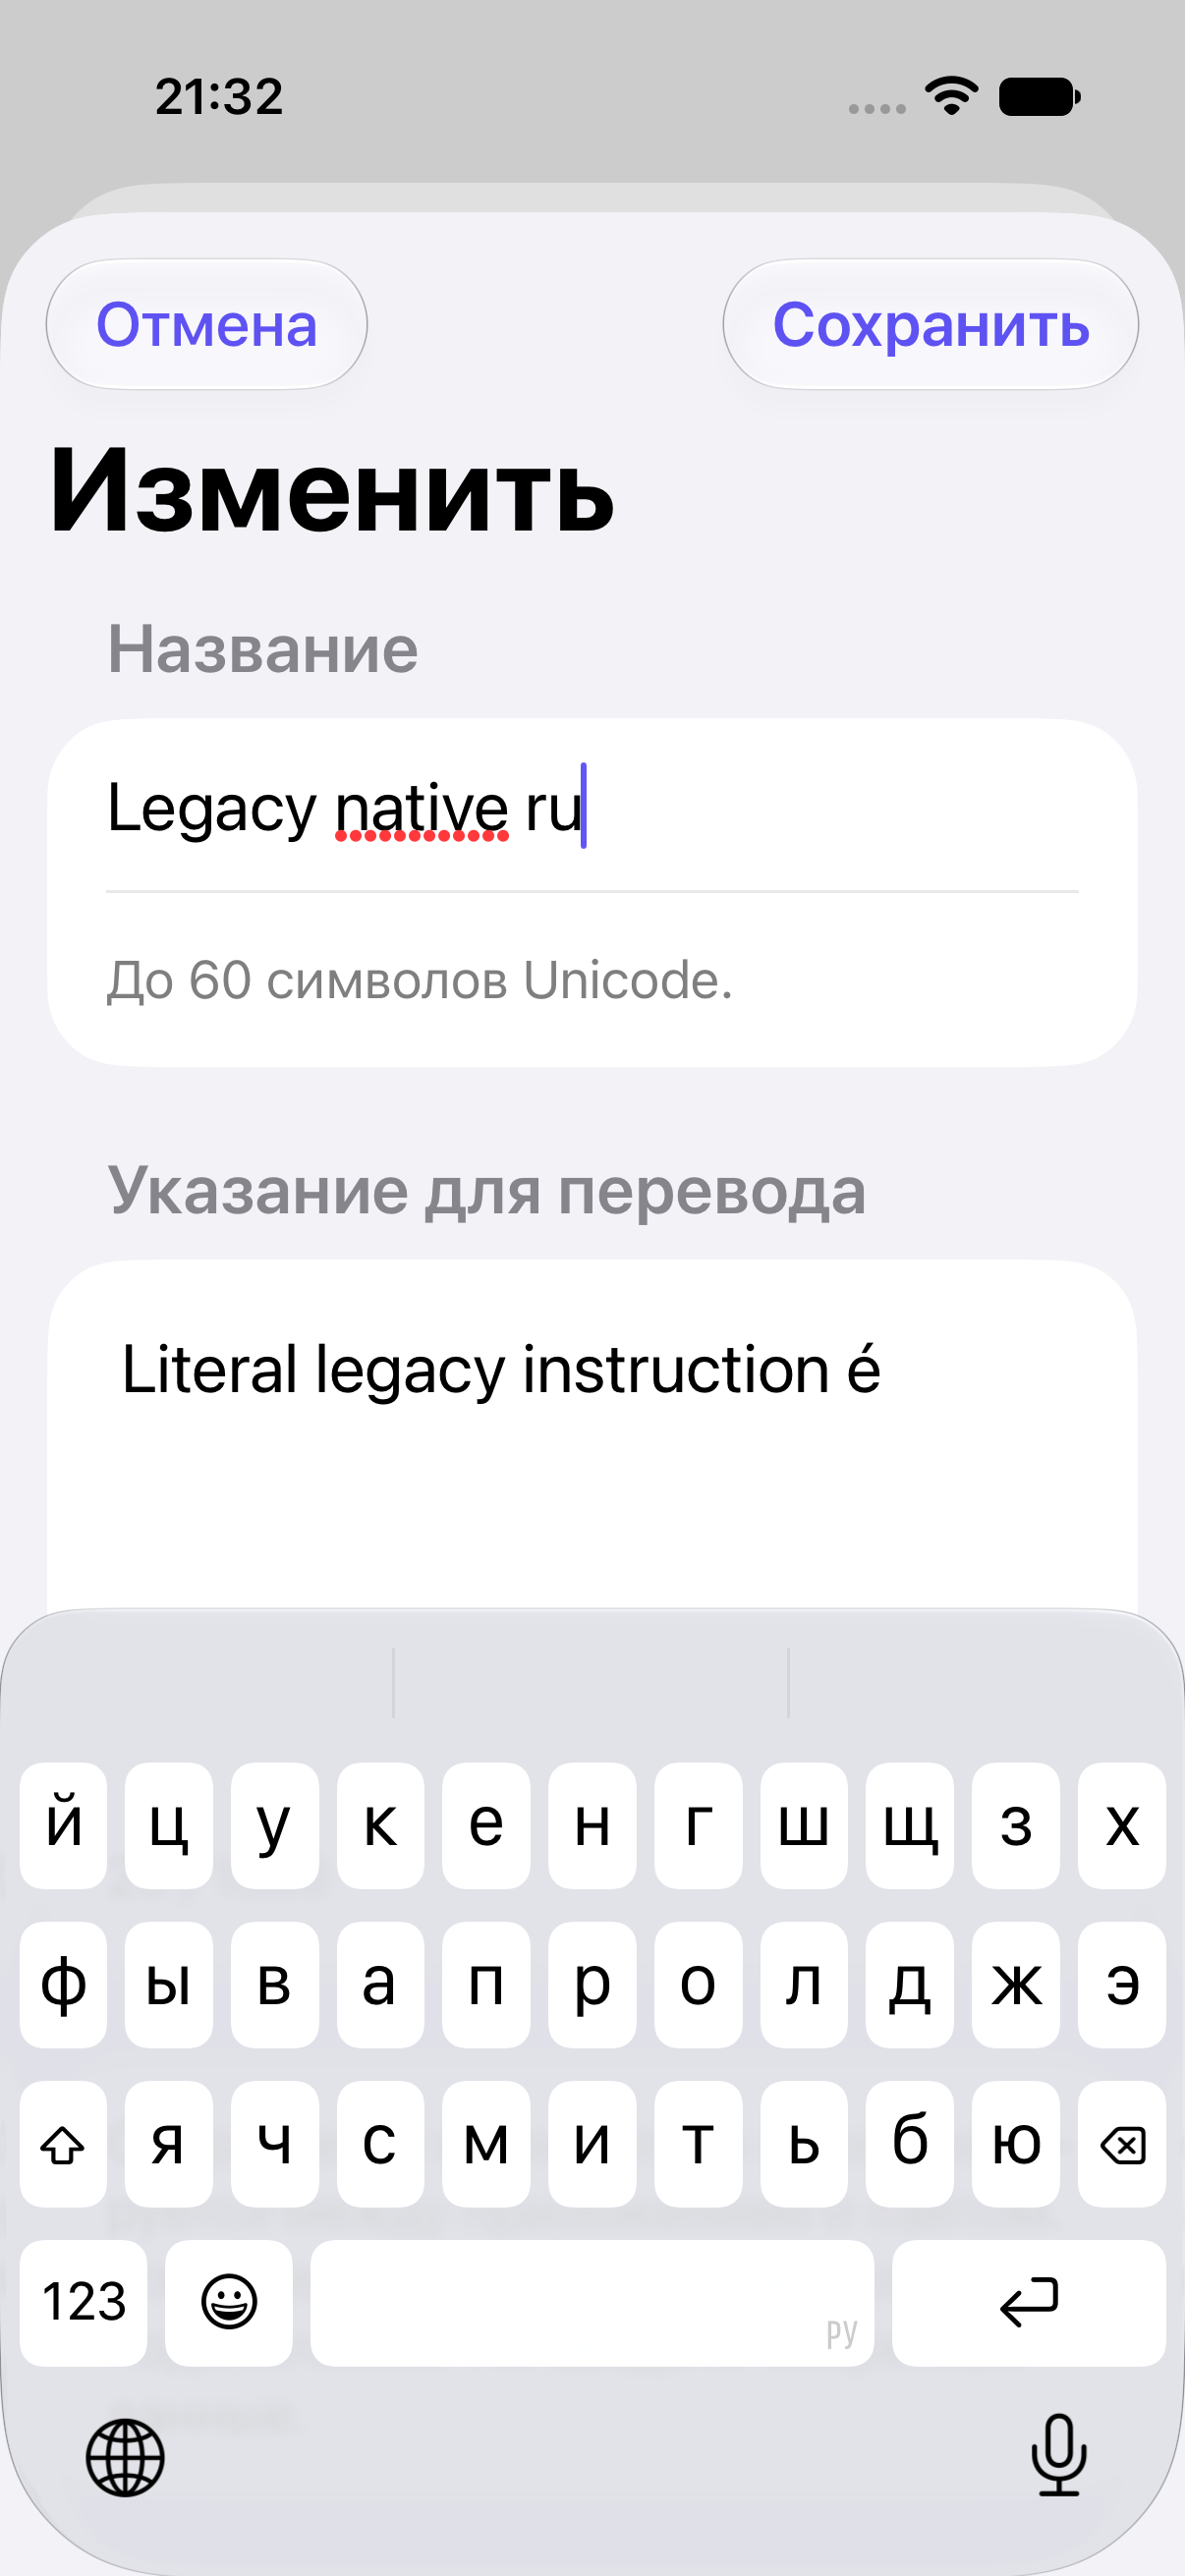 21:32
Отмена
Сохранить
Изменить
Название
Legacy native ru
До 60 символов Unicode.
Указание для перевода
Literal legacy instruction é
й ц у к е н г ш щ з х
ф ы в а п р о л д ж э
я ч с м и т ь б ю
123
РУ